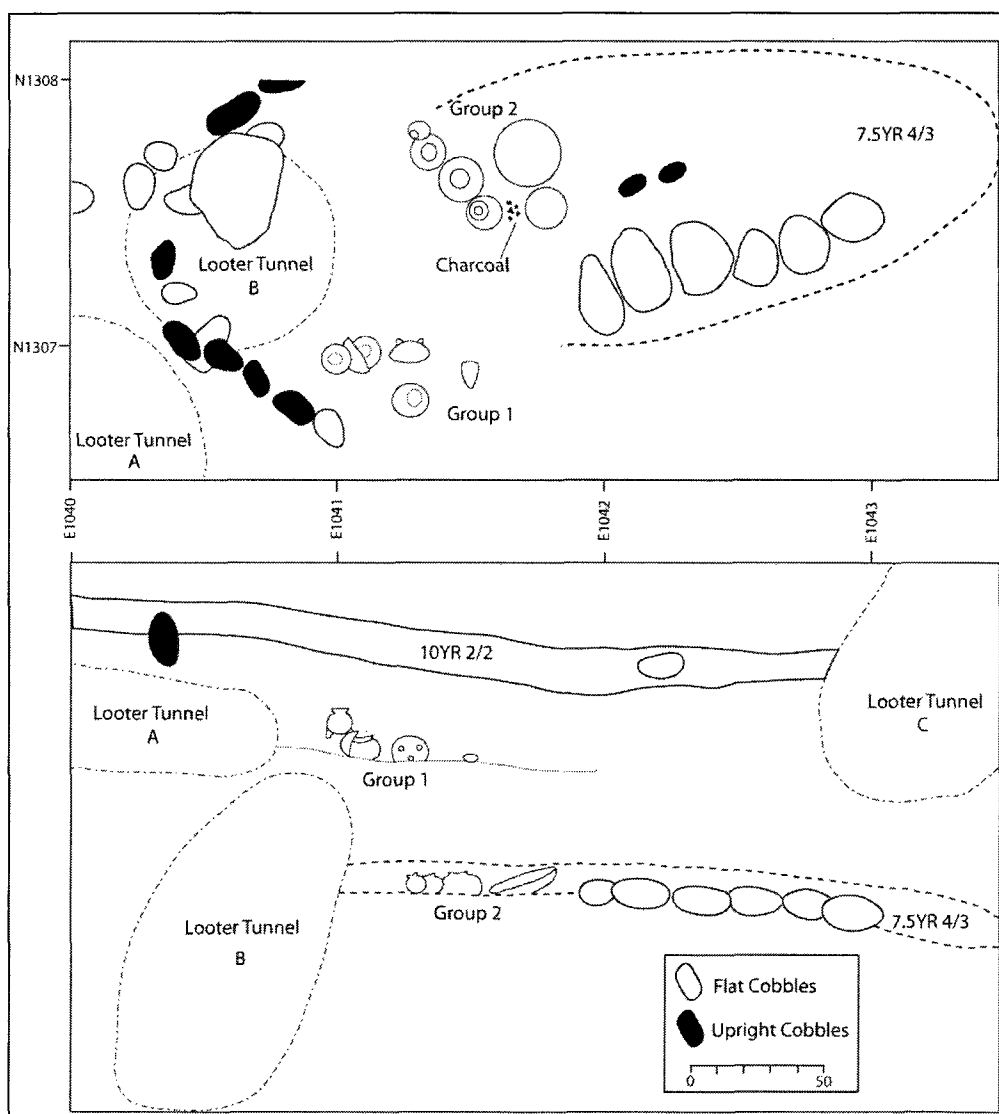 N1308
Group 2
7.5YR 4/3
Looter Tunnel
B
Charcoal
N1307
Group 1
Looter Tunnel
A
E1040
E1041
E1042
E1043
10YR 2/2
Looter Tunnel
A
Looter Tunnel
C
Group 1
Group 2
7.5YR 4/3
Looter Tunnel
B
Flat Cobbles
Upright Cobbles
0 50